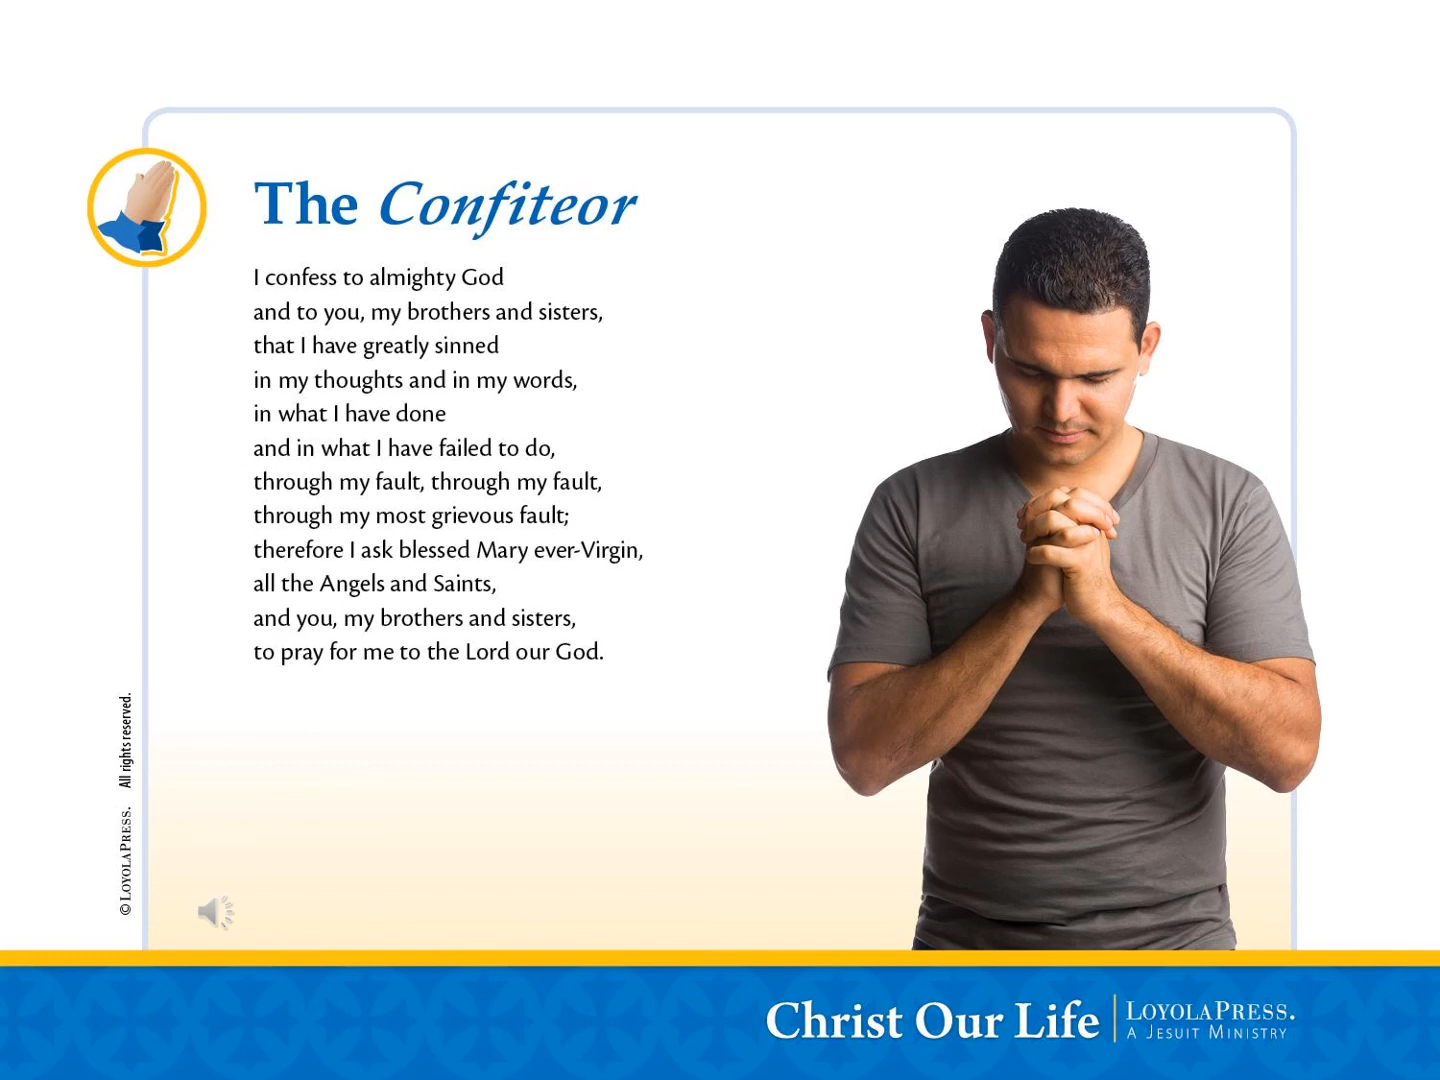 The Confiteor
I confess to almighty God
and to you, my brothers and sisters,
that I have greatly sinned
in my thoughts and in my words,
in what I have done
and in what I have failed to do,
through my fault, through my fault,
through my most grievous fault;
therefore I ask blessed Mary ever-Virgin,
all the Angels and Saints,
and you, my brothers and sisters,
to pray for me to the Lord our God.
© LOYOLAPRESS. All rights reserved.
Christ Our Life
LOYOLAPRESS.
A JESUIT MINISTRY